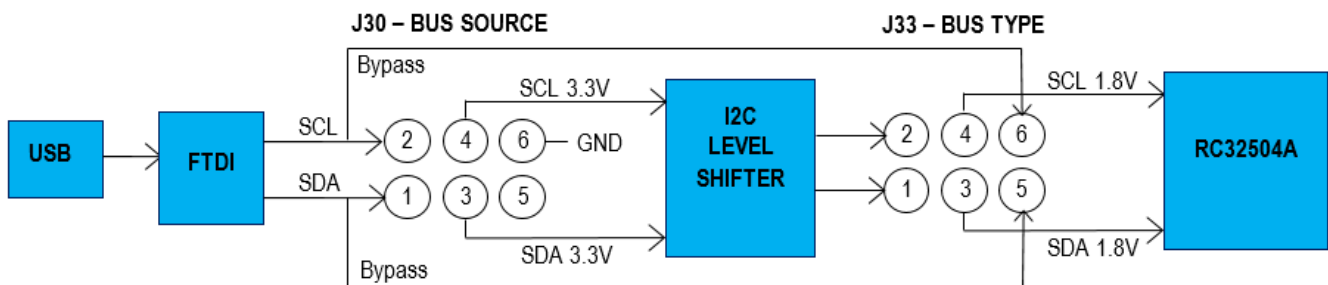 J30 – BUS SOURCE
J33 – BUS TYPE
Bypass
SCL 3.3V
SCL 1.8V
USB
FTDI
SCL
2
4
6
GND
I2C
LEVEL
SHIFTER
2
4
6
RC32504A
SDA
1
3
5
1
3
5
Bypass
SDA 3.3V
SDA 1.8V